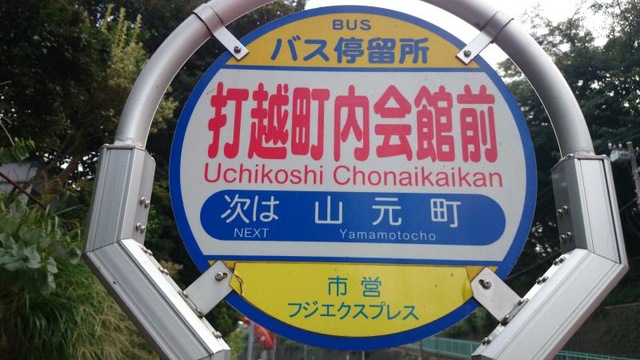 BUS
バス停留所
打越町内会館前
Uchikoshi Chonaikaikan
次は 山元町
NEXT Yamamotocho
市営
フジエクスプレス